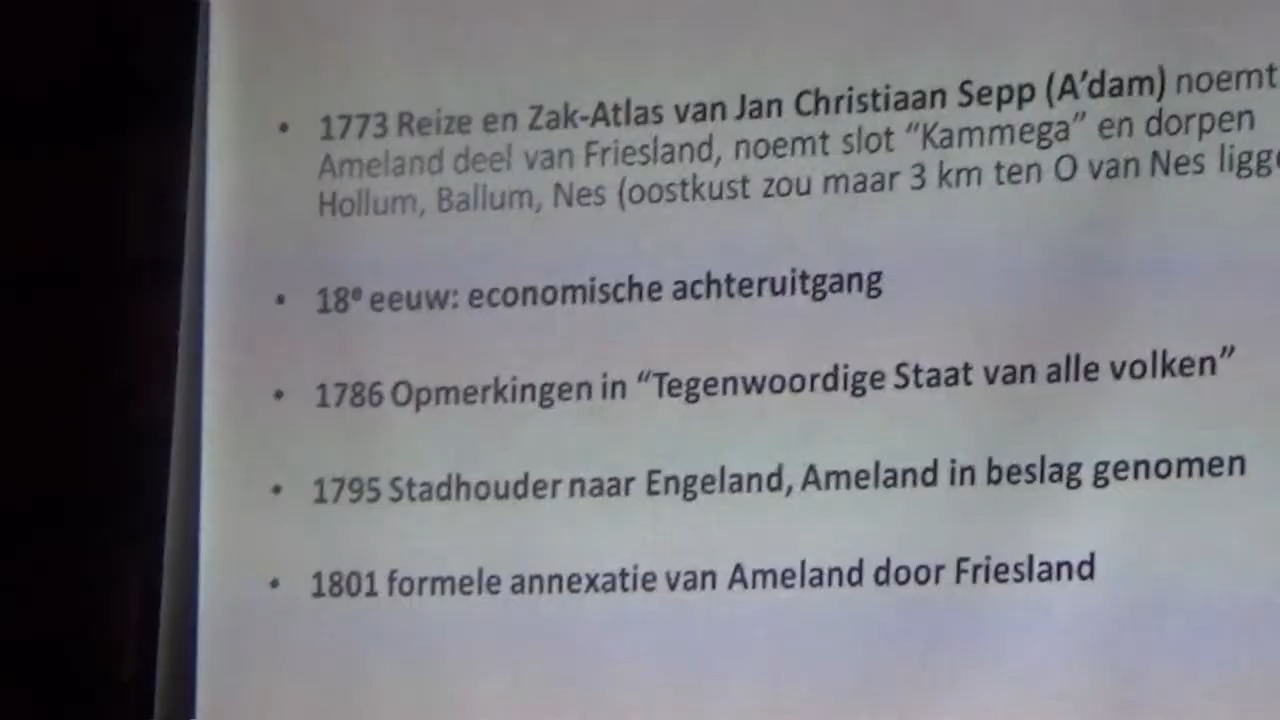 • 1773 Reize en Zak-Atlas van Jan Christiaan Sepp (A’dam) noemt
Ameland deel van Friesland, noemt slot “Kammega” en dorpen
Hollum, Ballum, Nes (oostkust zou maar 3 km ten O van Nes
• 18e eeuw: economische achteruitgang
• 1786 Opmerkingen in “Tegenwoordige Staat van alle volken”
• 1795 Stadhouder naar Engeland, Ameland in beslag genomen
• 1801 formele annexatie van Ameland door Friesland